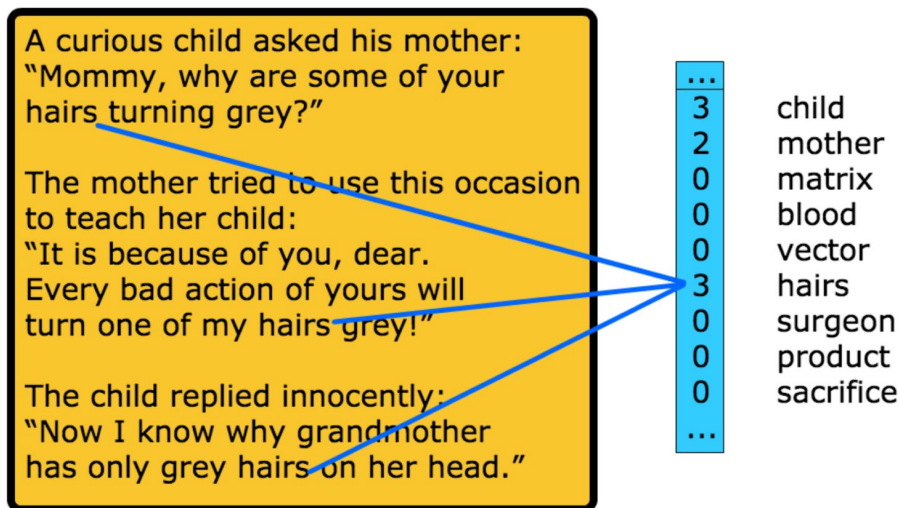 A curious child asked his mother:
“Mommy, why are some of your
hairs turning grey?”
The mother tried to use this occasion
to teach her child:
“It is because of you, dear.
Every bad action of yours will
turn one of my hairs grey!”
The child replied innocently:
“Now I know why grandmother
has only grey hairs on her head.”
...
3 child
2 mother
0 matrix
0 blood
0 vector
3 hairs
0 surgeon
0 product
0 sacrifice
...